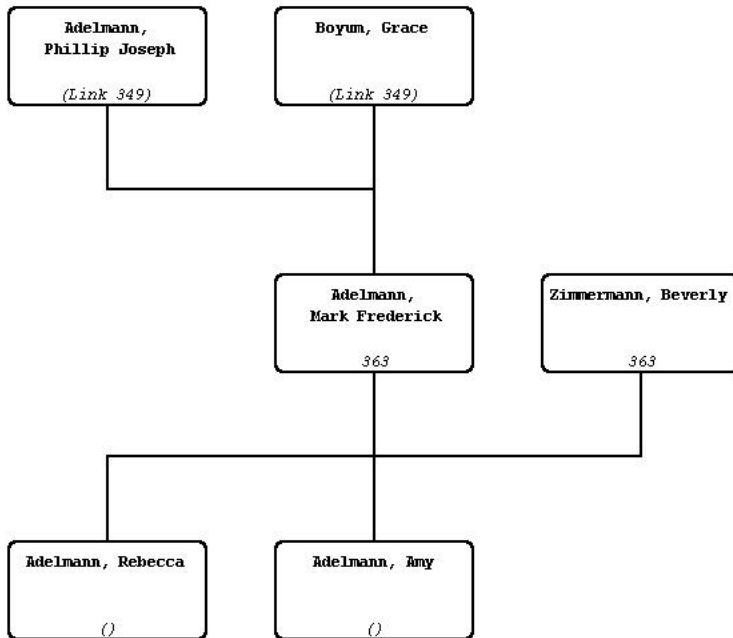 Adelmann,
Phillip Joseph
(Link 349)
Boyum, Grace
(Link 349)
Adelmann,
Mark Frederick
363
Zimmermann, Beverly
363
Adelmann, Rebecca
()
Adelmann, Amy
()